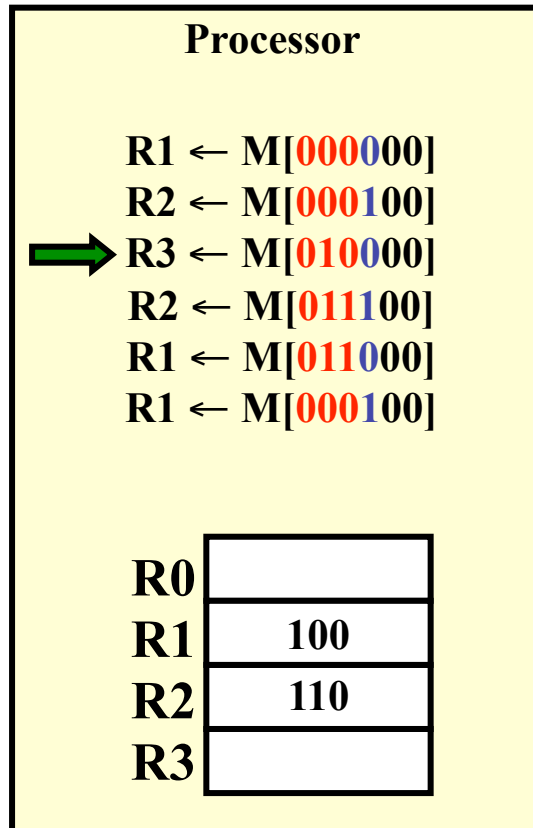 Processor
R1 ← M[000000]
R2 ← M[000100]
R3 ← M[010000]
R2 ← M[011100]
R1 ← M[011000]
R1 ← M[000100]
R0
R1 100
R2 110
R3